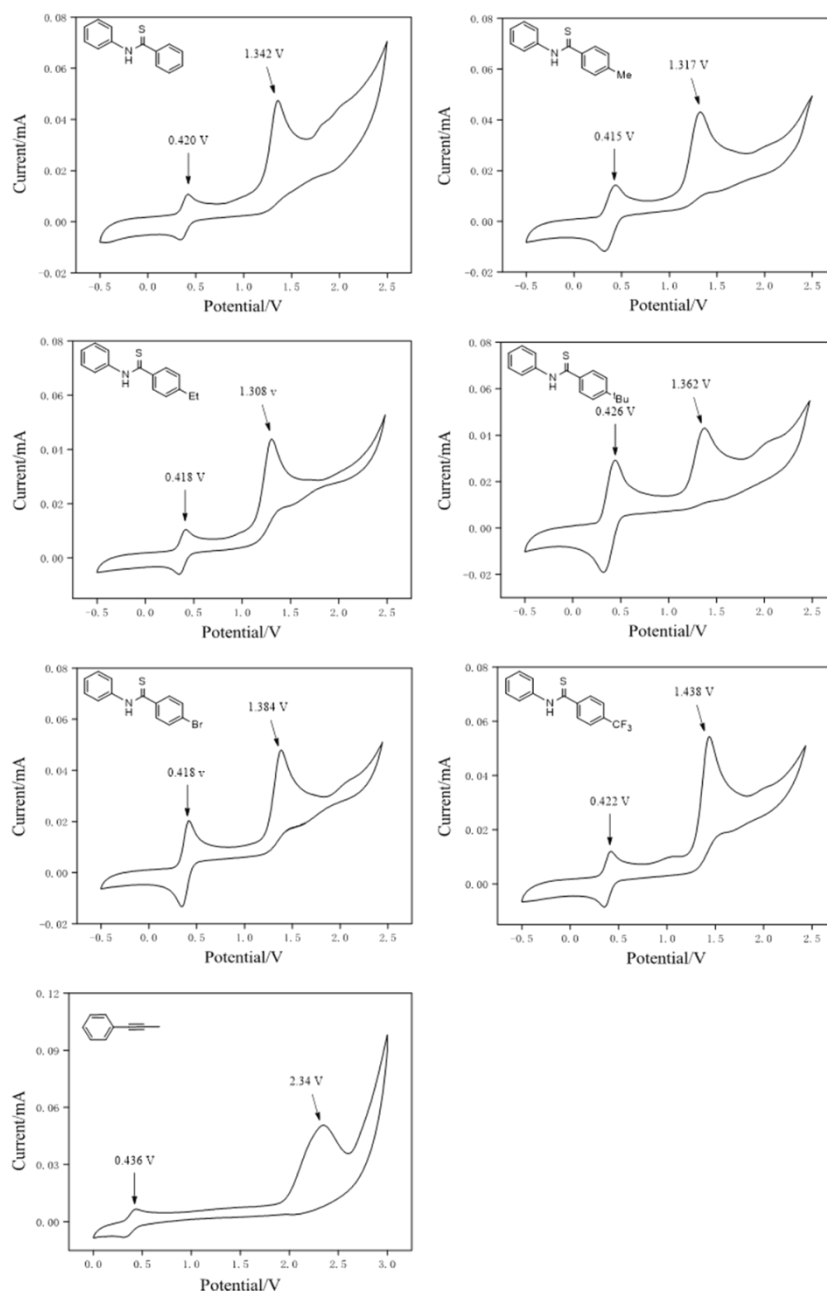 0.08
0.06
0.04
0.02
0.00
-0.02
Current/mA
S
N
H
0.420 V
1.342 V
-0.5 0.0 0.5 1.0 1.5 2.0 2.5
Potential/V
0.08
0.06
0.04
0.02
0.00
-0.02
Current/mA
S
N
H
Me
0.415 V
1.317 V
-0.5 0.0 0.5 1.0 1.5 2.0 2.5
Potential/V
0.08
0.06
0.01
0.02
0.00
Current/mA
S
N
H
Et
0.418 V
1.308 v
-0.5 0.0 0.5 1.0 1.5 2.0 2.5
Potential/V
0.08
0.06
0.01
0.02
0.00
-0.02
Current/mA
S
N
H
tBu
0.426 V
1.362 V
-0.5 0.0 0.5 1.0 1.5 2.0 2.5
Potential/V
0.08
0.06
0.04
0.02
0.00
-0.02
Current/mA
S
N
H
Br
0.418 v
1.384 V
-0.5 0.0 0.5 1.0 1.5 2.0 2.5
Potential/V
0.08
0.06
0.04
0.02
0.00
Current/mA
S
N
H
CF3
0.422 V
1.438 V
-0.5 0.0 0.5 1.0 1.5 2.0 2.5
Potential/V
0.12
0.09
0.06
0.03
0.00
Current/mA
0.436 V
2.34 V
0.0 0.5 1.0 1.5 2.0 2.5 3.0
Potential/V